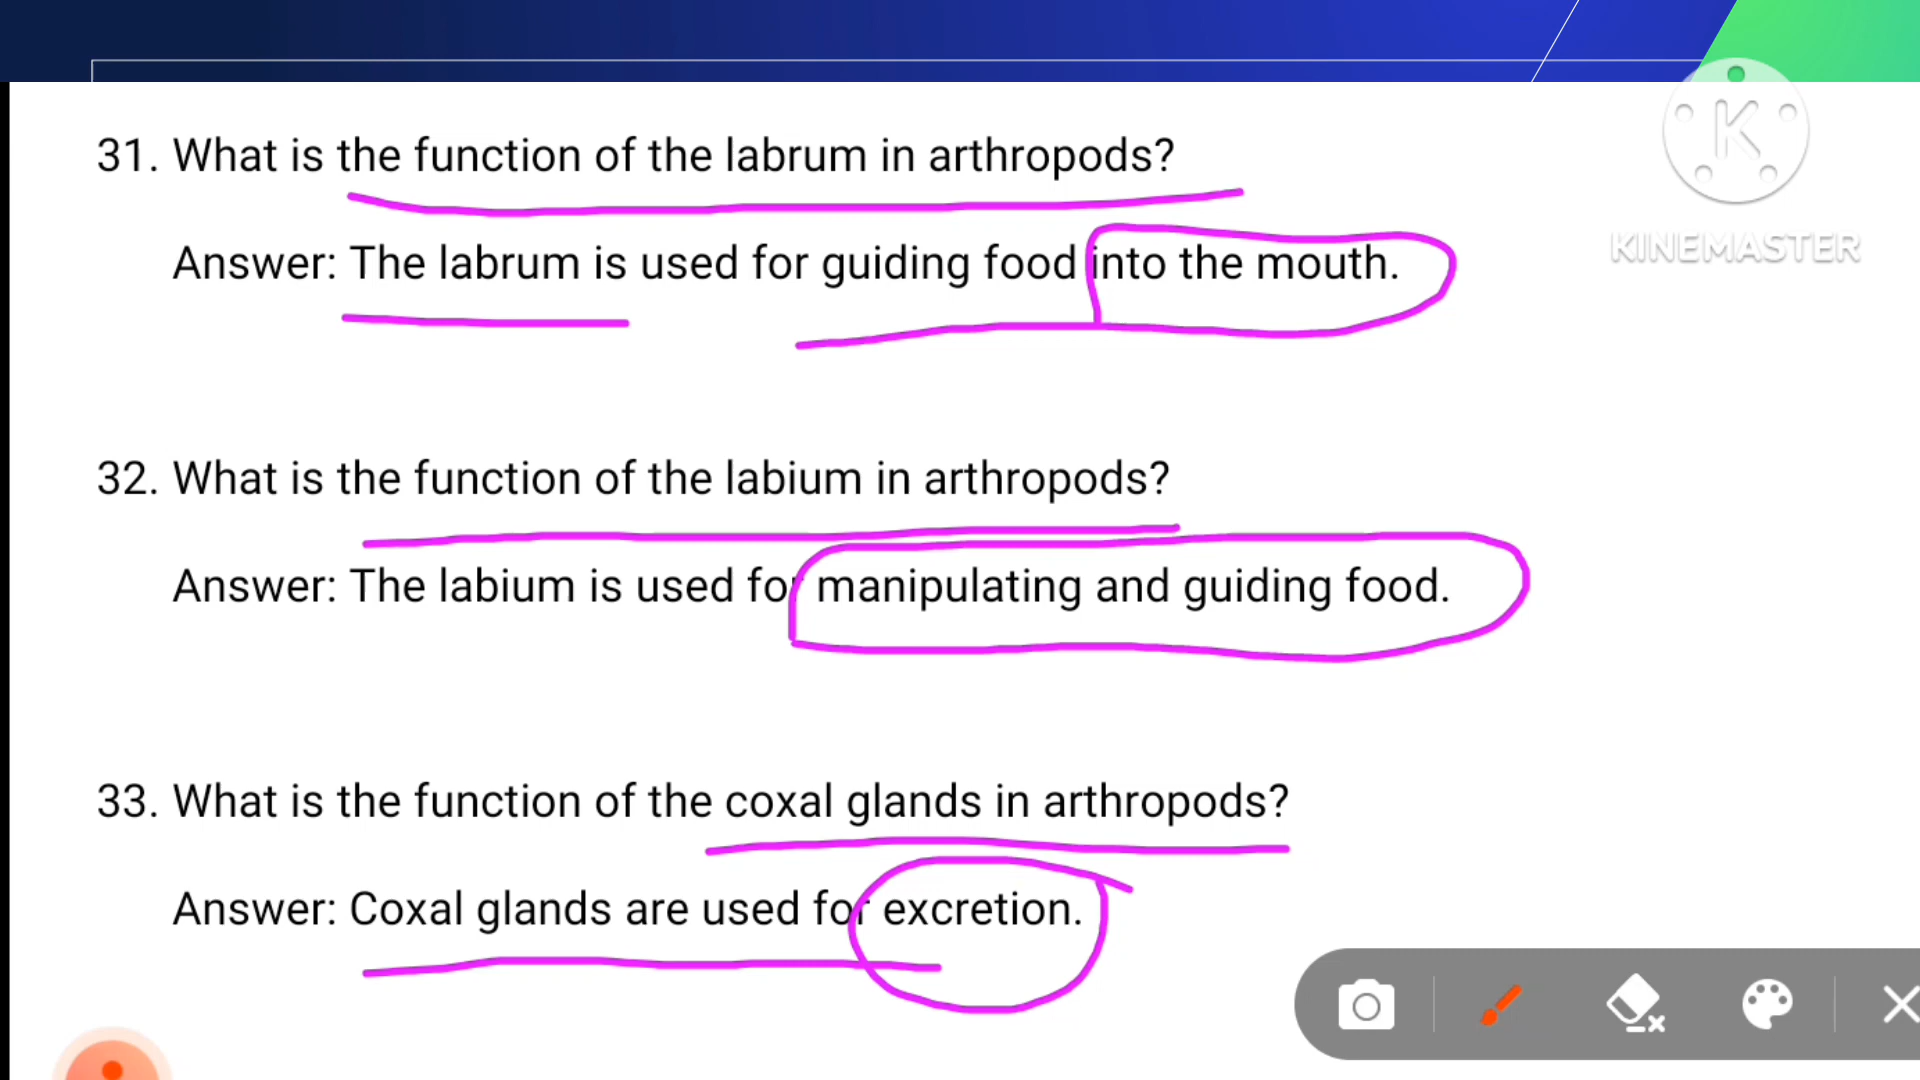 31. What is the function of the labrum in arthropods?
K
KINEMASTER
Answer: The labrum is used for guiding food into the mouth.
32. What is the function of the labium in arthropods?
Answer: The labium is used for manipulating and guiding food.
33. What is the function of the coxal glands in arthropods?
Answer: Coxal glands are used for excretion.